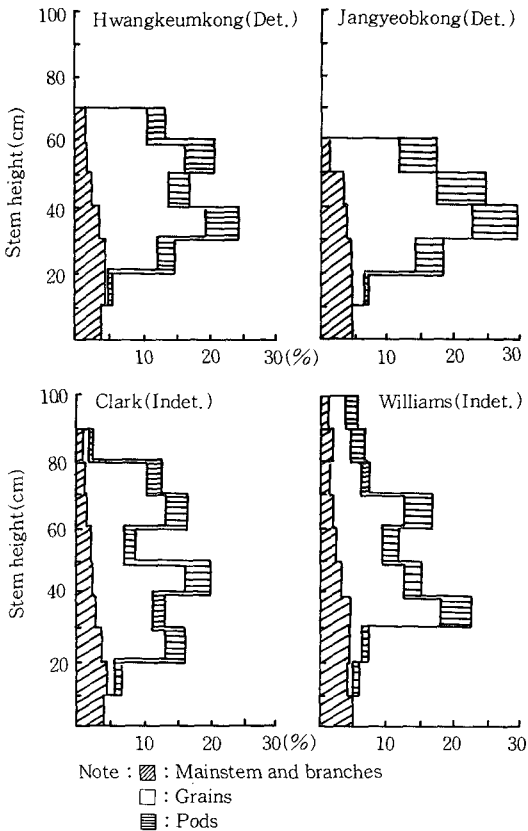 Hwangkeumkong(Det.)
Jangyeobkong(Det.)
Stem height(cm)
100
80
60
40
20
10 20 30(%)
10 20 30
Clark(Indet.)
Williams(Indet.)
Stem height(cm)
100
80
60
40
20
10 20 30(%)
10 20 30
Note : : Mainstem and branches
: Grains
: Pods